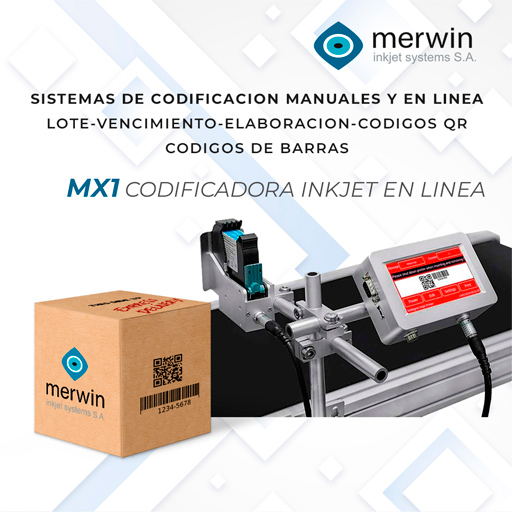 merwin
inkjet systems S.A.
SISTEMAS DE CODIFICACION MANUALES Y EN LINEA
LOTE-VENCIMIENTO-ELABORACION-CODIGOS QR
CODIGOS DE BARRAS
MX1 CODIFICADORA INKJET EN LINEA
merwin
inkjet systems S.A.
1234-5678